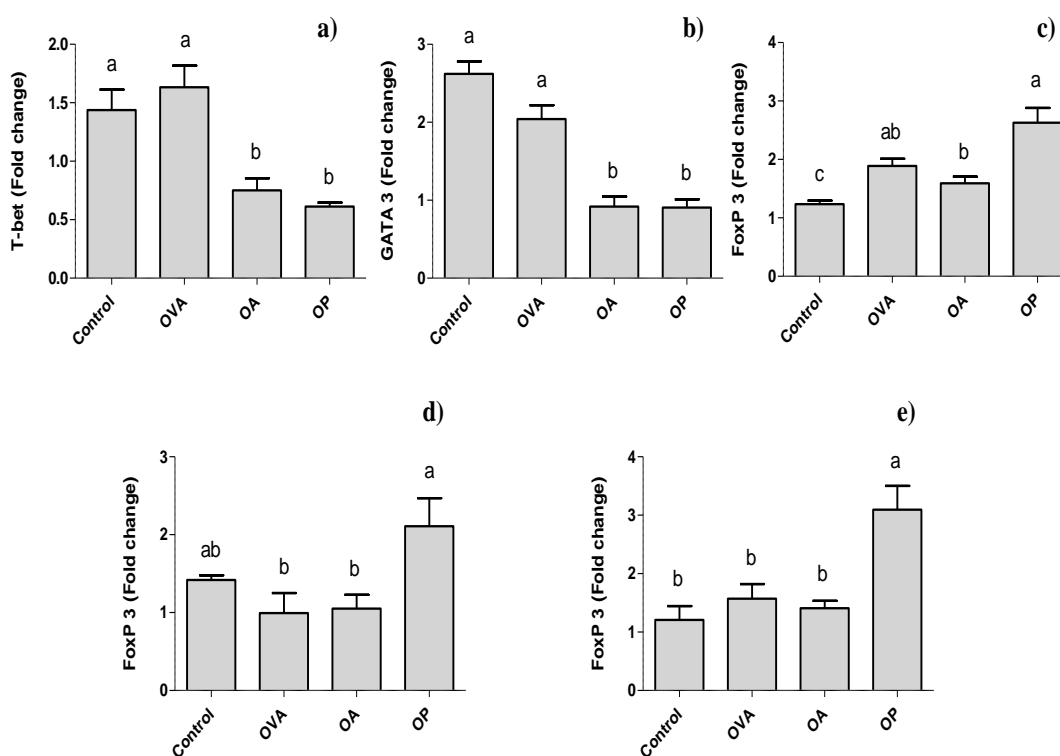 a)
T-bet (Fold change)
2.0
1.5
1.0
0.5
0.0
a
a
b
b
Control
OVA
OA
OP
b)
GATA 3 (Fold change)
3
2
1
0
a
a
b
b
Control
OVA
OA
OP
c)
FoxP 3 (Fold change)
4
3
2
1
0
c
ab
b
a
Control
OVA
OA
OP
d)
FoxP 3 (Fold change)
3
2
1
0
ab
b
b
a
Control
OVA
OA
OP
e)
FoxP 3 (Fold change)
4
3
2
1
0
b
b
b
a
Control
OVA
OA
OP